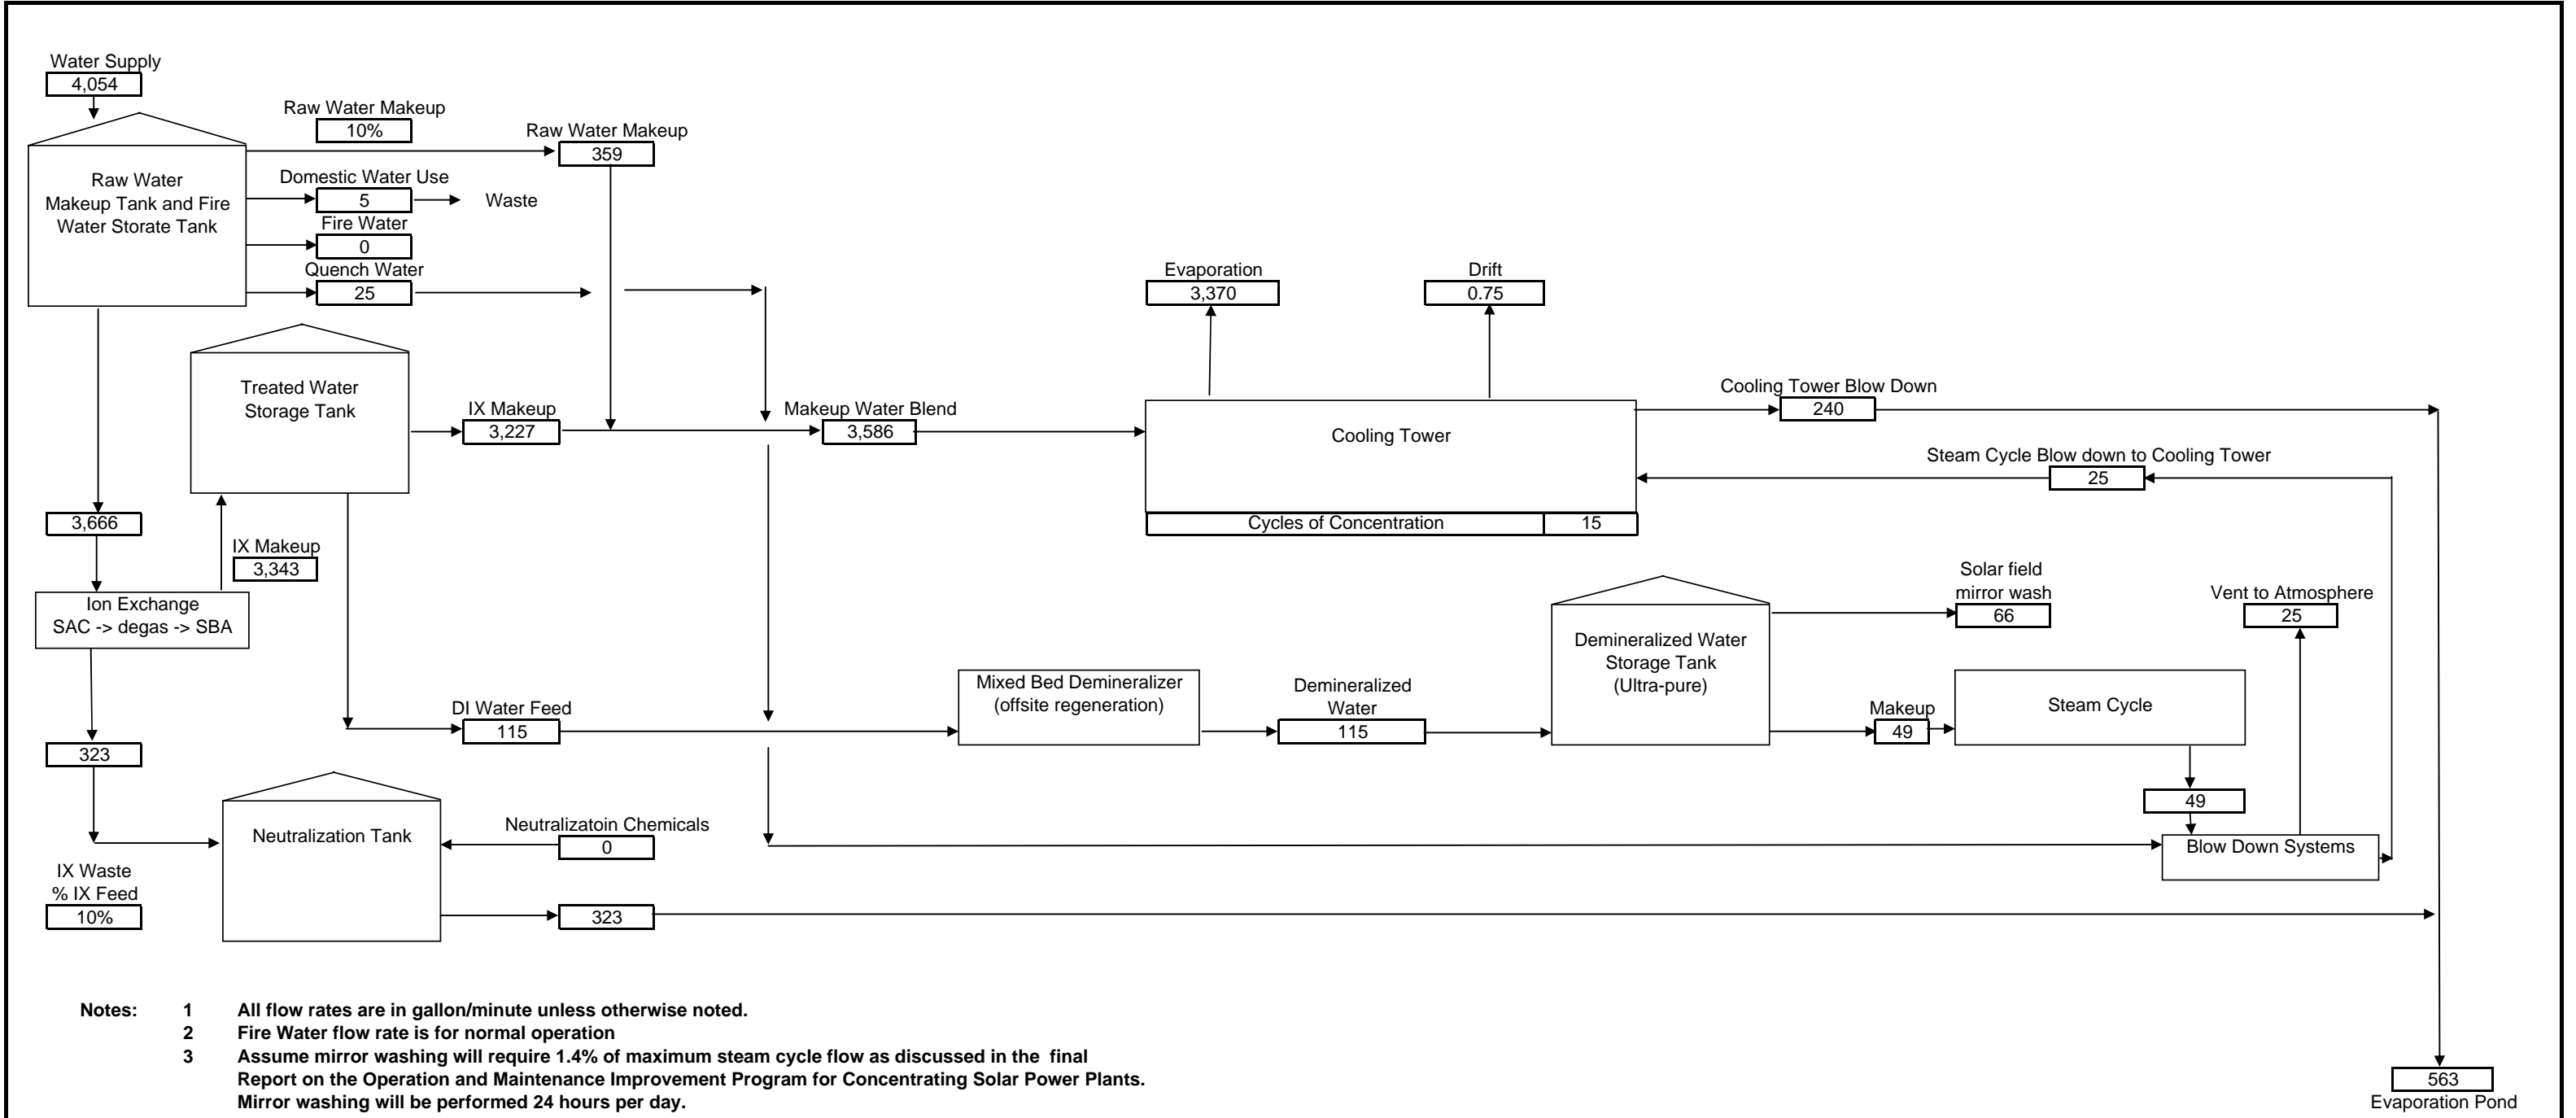 Water Supply
4,054
Raw Water Makeup
10%
Raw Water Makeup
359
Raw Water
Makeup Tank and Fire
Water Storate Tank
Domestic Water Use
5
Waste
Fire Water
0
Quench Water
25
Evaporation
3,370
Drift
0.75
Treated Water
Storage Tank
IX Makeup
3,227
Makeup Water Blend
3,586
Cooling Tower
Cooling Tower Blow Down
240
Steam Cycle Blow down to Cooling Tower
25
Cycles of Concentration 15
3,666
IX Makeup
3,343
Ion Exchange
SAC -> degas -> SBA
Solar field
mirror wash
66
Vent to Atmosphere
25
Demineralized Water
Storage Tank
(Ultra-pure)
Mixed Bed Demineralizer
(offsite regeneration)
Demineralized
Water
115
DI Water Feed
115
Makeup
49
Steam Cycle
323
49
Neutralization Tank
Neutralizatoin Chemicals
0
Blow Down Systems
IX Waste
% IX Feed
10%
323
Notes: 1 All flow rates are in gallon/minute unless otherwise noted.
2 Fire Water flow rate is for normal operation
3 Assume mirror washing will require 1.4% of maximum steam cycle flow as discussed in the final
Report on the Operation and Maintenance Improvement Program for Concentrating Solar Power Plants.
Mirror washing will be performed 24 hours per day.
563
Evaporation Pond